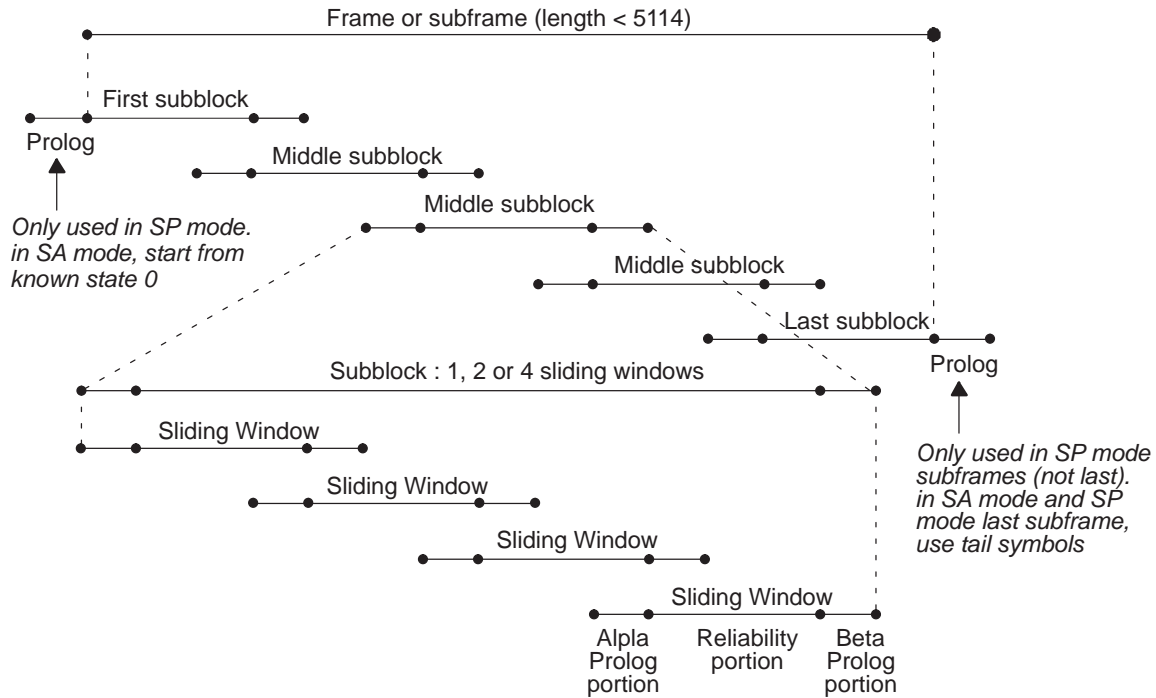 Frame or subframe (length < 5114)
First subblock
Prolog
Middle subblock
Only used in SP mode.
in SA mode, start from
known state 0
Middle subblock
Middle subblock
Last subblock
Prolog
Subblock : 1, 2 or 4 sliding windows
Sliding Window
Only used in SP mode
subframes (not last).
in SA mode and SP
mode last subframe,
use tail symbols
Sliding Window
Sliding Window
Sliding Window
Alpla
Prolog
portion
Reliability
portion
Beta
Prolog
portion